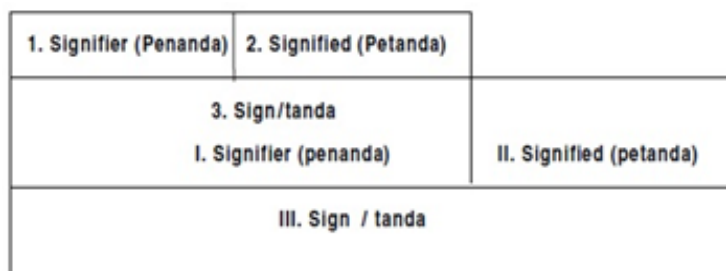 1. Signifier (Penanda) 2. Signified (Petanda)
3. Sign/tanda
I. Signifier (penanda) II. Signified (petanda)
III. Sign / tanda